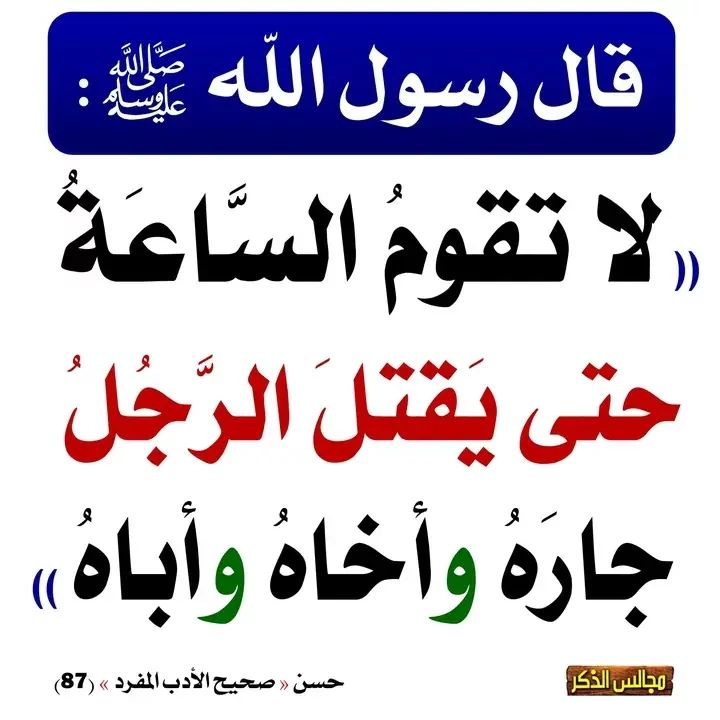 قال رسول الله ﷺ :
(( لا تقومُ السَّاعَةُ
حتى يَقتلَ الرَّجُلُ
جارَهُ وأخاهُ وأباهُ ))
حسن « صحيح الأدب المفرد » (87)
مجالس الذكر